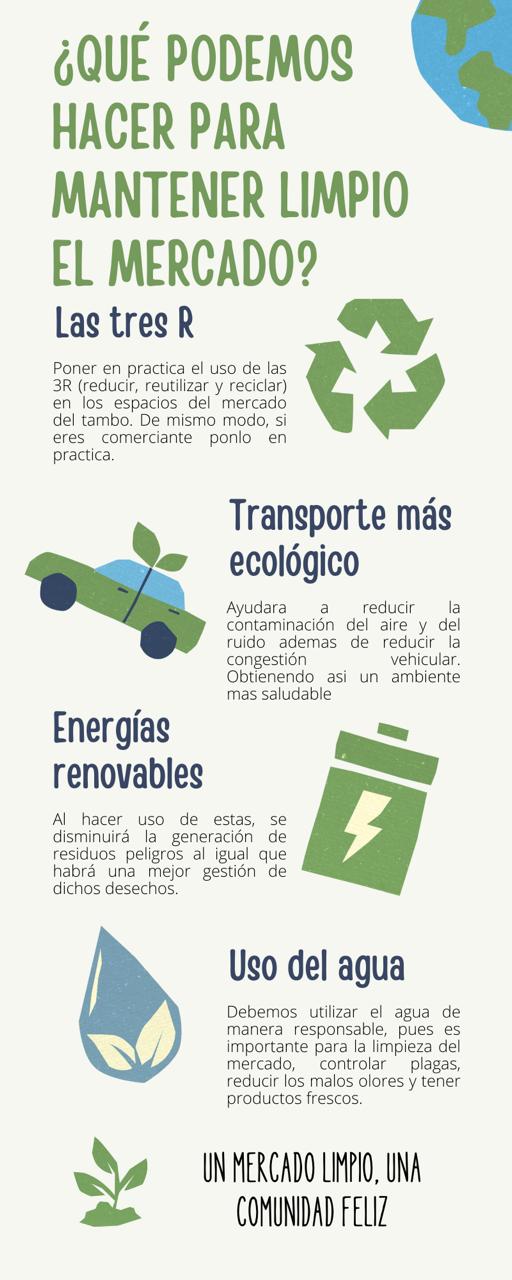 ¿QUÉ PODEMOS
HACER PARA
MANTENER LIMPIO
EL MERCADO?
Las tres R
Poner en practica el uso de las
3R (reducir, reutilizar y reciclar)
en los espacios del mercado
del tambo. De mismo modo, si
eres comerciante ponlo en
practica.
Transporte más
ecológico
Ayudara a reducir la
contaminación del aire y del
ruido ademas de reducir la
congestión vehicular.
Obtienendo asi un ambiente
mas saludable
Energías
renovables
Al hacer uso de estas, se
disminuirá la generación de
residuos peligros al igual que
habrá una mejor gestión de
dichos desechos.
Uso del agua
Debemos utilizar el agua de
manera responsable, pues es
importante para la limpieza del
mercado, controlar plagas,
reducir los malos olores y tener
productos frescos.
UN MERCADO LIMPIO, UNA
COMUNIDAD FELIZ